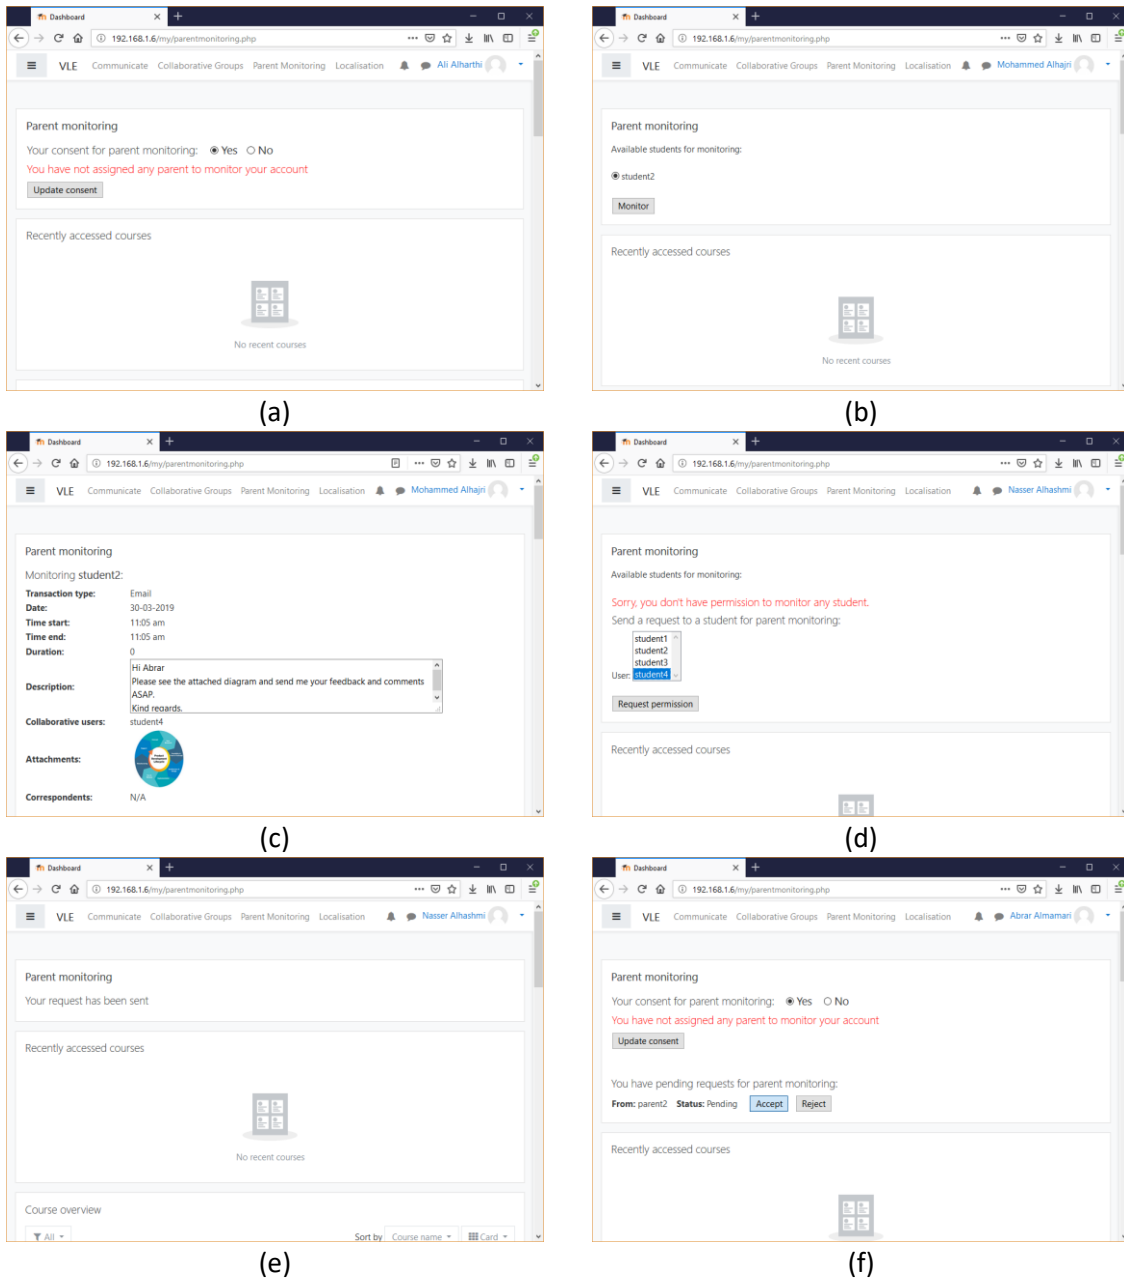 Dashboard
192.168.1.6/my/parentmonitoring.php
VLE Communicate Collaborative Groups Parent Monitoring Localisation Ali Alharthi
Parent monitoring
Your consent for parent monitoring: Yes No
You have not assigned any parent to monitor your account
Update consent
Recently accessed courses
No recent courses
(a)
Dashboard
192.168.1.6/my/parentmonitoring.php
VLE Communicate Collaborative Groups Parent Monitoring Localisation Mohammed Alhajri
Parent monitoring
Available students for monitoring:
student2
Monitor
Recently accessed courses
No recent courses
(b)
Dashboard
192.168.1.6/my/parentmonitoring.php
VLE Communicate Collaborative Groups Parent Monitoring Localisation Mohammed Alhajri
Parent monitoring
Monitoring student2:
Transaction type: Email
Date: 30-03-2019
Time start: 11:05 am
Time end: 11:05 am
Duration: 0
Description: Hi Abrar
Please see the attached diagram and send me your feedback and comments
ASAP.
Kind regards.
Collaborative users: student4
Attachments:
Correspondents: N/A
(c)
Dashboard
192.168.1.6/my/parentmonitoring.php
VLE Communicate Collaborative Groups Parent Monitoring Localisation Nasser Alhashmi
Parent monitoring
Available students for monitoring:
Sorry, you don't have permission to monitor any student.
Send a request to a student for parent monitoring:
student1
student2
student3
User: student4
Request permission
Recently accessed courses
(d)
Dashboard
192.168.1.6/my/parentmonitoring.php
VLE Communicate Collaborative Groups Parent Monitoring Localisation Nasser Alhashmi
Parent monitoring
Your request has been sent
Recently accessed courses
No recent courses
Course overview
All Sort by Course name Card
(e)
Dashboard
192.168.1.6/my/parentmonitoring.php
VLE Communicate Collaborative Groups Parent Monitoring Localisation Abrar Almamari
Parent monitoring
Your consent for parent monitoring: Yes No
You have not assigned any parent to monitor your account
Update consent
You have pending requests for parent monitoring:
From: parent2 Status: Pending Accept Reject
Recently accessed courses
(f)